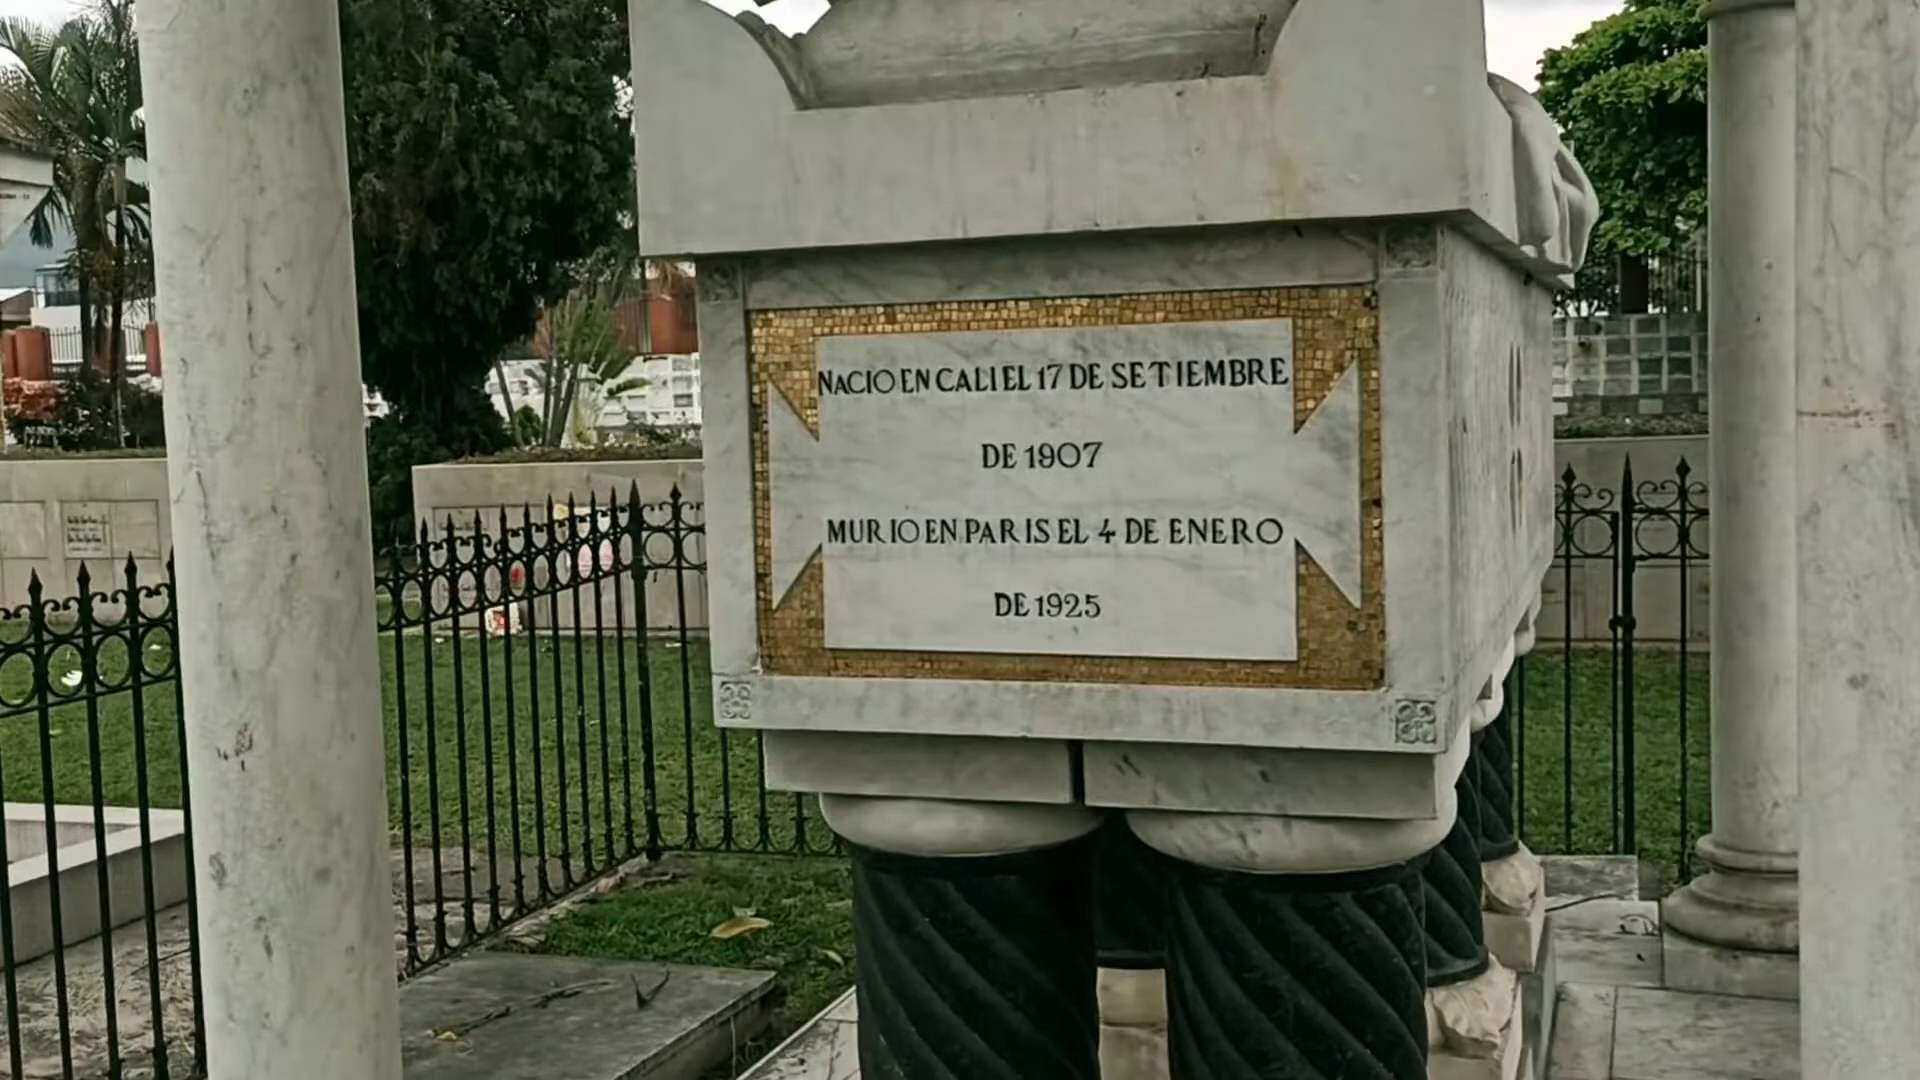 NACIO EN CALI EL 17 DE SETIEMBRE
DE 1907
MURIO EN PARIS EL 4 DE ENERO
DE 1925